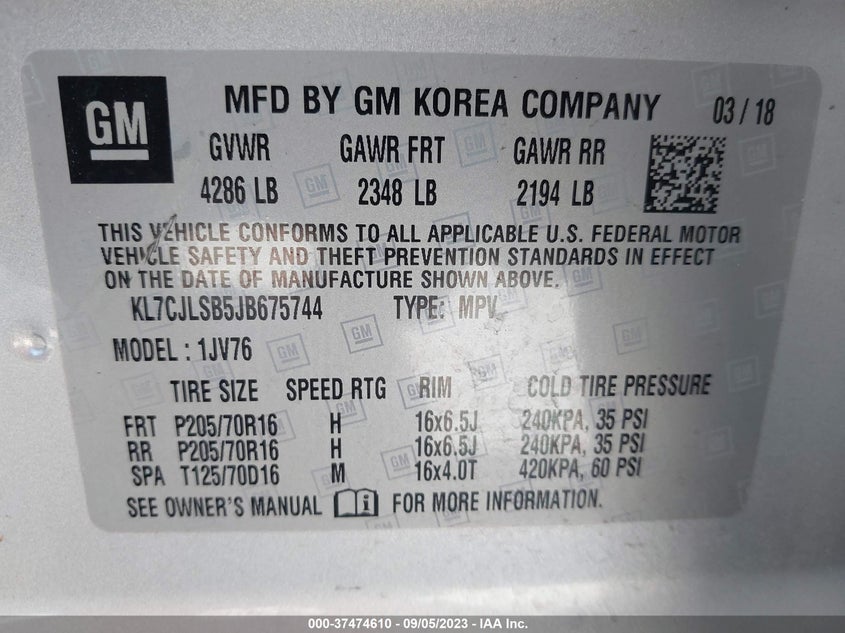 GM MFD BY GM KOREA COMPANY 03 / 18
GVWR GAWR FRT GAWR RR
4286 LB 2348 LB 2194 LB
THIS VEHICLE CONFORMS TO ALL APPLICABLE U.S. FEDERAL MOTOR
VEHICLE SAFETY AND THEFT PREVENTION STANDARDS IN EFFECT
ON THE DATE OF MANUFACTURE SHOWN ABOVE.
KL7CJLSB5JB675744 TYPE: MPV
MODEL : 1JV76
TIRE SIZE SPEED RTG RIM COLD TIRE PRESSURE
FRT P205/70R16 H 16x6.5J 240KPA, 35 PSI
RR P205/70R16 H 16x6.5J 240KPA, 35 PSI
SPA T125/70D16 M 16x4.0T 420KPA, 60 PSI
SEE OWNER'S MANUAL FOR MORE INFORMATION.
000-37474610 - 09/05/2023 - IAA Inc.